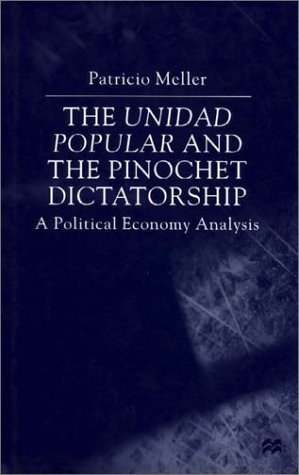 Patricio Meller
THE UNIDAD
POPULAR AND
THE PINOCHET
DICTATORSHIP
A Political Economy Analysis